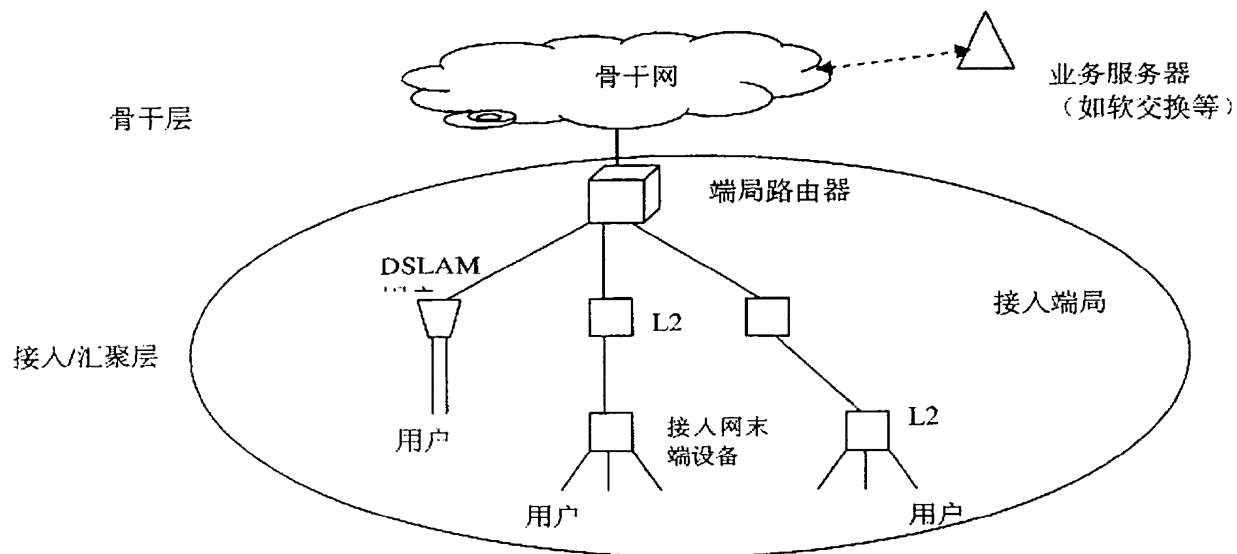 骨干网
业务服务器
（如软交换等）
骨干层
端局路由器
DSLAM
接入端局
L2
接入/汇聚层
L2
用户
接入网末
端设备
用户
用户